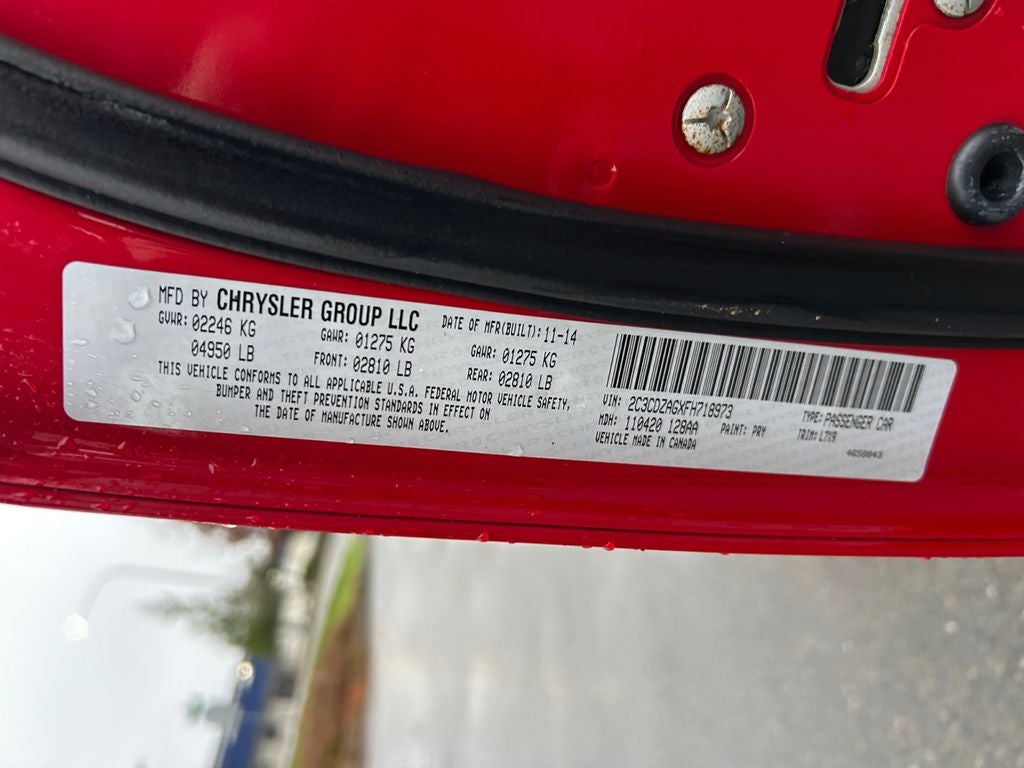 MFD BY CHRYSLER GROUP LLC DATE OF MFR(BUILT): 11-14
GVWR: 02246 KG GAWR: 01275 KG GAWR: 01275 KG
04950 LB FRONT: 02810 LB REAR: 02810 LB
THIS VEHICLE CONFORMS TO ALL APPLICABLE U.S.A. FEDERAL MOTOR VEHICLE SAFETY,
BUMPER AND THEFT PREVENTION STANDARDS IN EFFECT ON
THE DATE OF MANUFACTURE SHOWN ABOVE.
VIN: 2C3CDZAGXFH718973 TYPE: PASSENGER CAR
MDH: 110420 128AA PAINT: PRY TRIM: L7X9
VEHICLE MADE IN CANADA 4658843